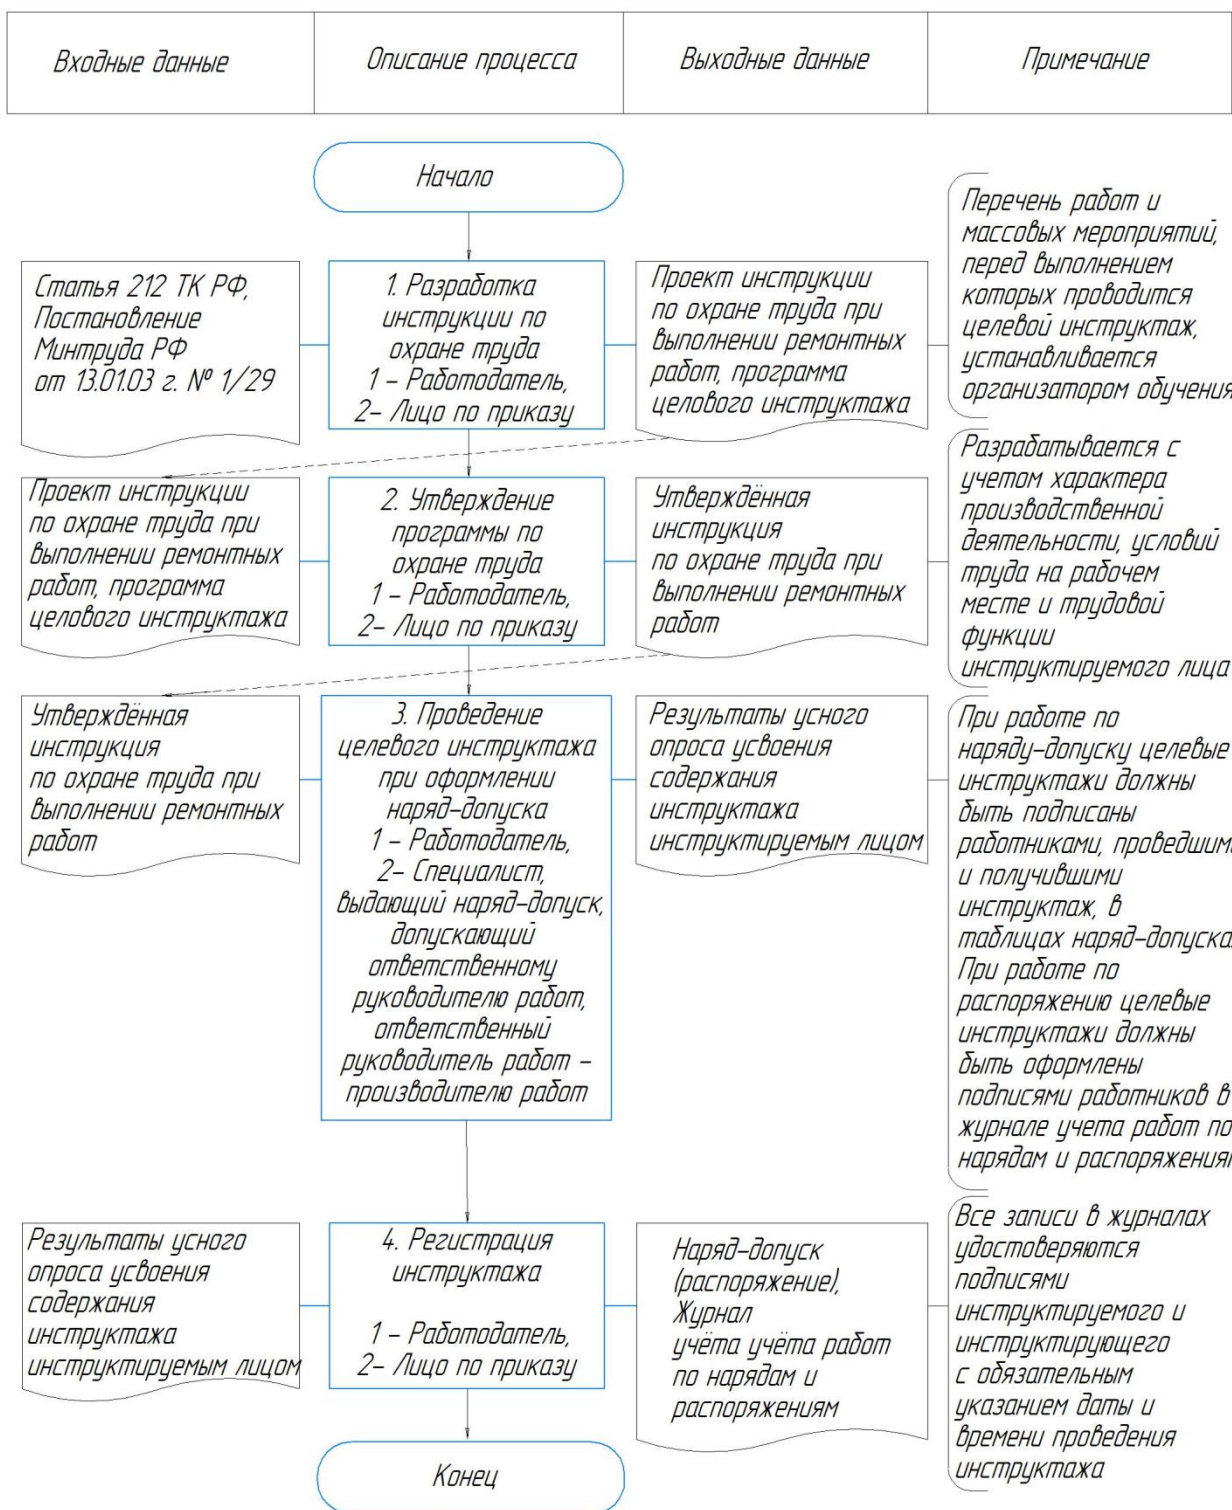 Входные данные
Описание процесса
Выходные данные
Примечание
Начало
Статья 212 ТК РФ,
Постановление
Минтруда РФ
от 13.01.03 г. № 1/29
1. Разработка
инструкции по
охране труда
1 – Работодатель,
2– Лицо по приказу
Проект инструкции
по охране труда при
выполнении ремонтных
работ, программа
целового инструктажа
Перечень работ и
массовых мероприятий,
перед выполнением
которых проводится
целевой инструктаж,
устанавливается
организатором обучения
Проект инструкции
по охране труда при
выполнении ремонтных
работ, программа
целового инструктажа
2. Утверждение
программы по
охране труда
1 – Работодатель,
2– Лицо по приказу
Утверждённая
инструкция
по охране труда при
выполнении ремонтных
работ
Разрабатывается с
учетом характера
производственной
деятельности, условий
труда на рабочем
месте и трудовой
функции
инструктируемого лица
Утверждённая
инструкция
по охране труда при
выполнении ремонтных
работ
3. Проведение
целевого инструктажа
при оформлении
наряд–допуска
1 – Работодатель,
2– Специалист,
выдающий наряд–допуск,
допускающий
ответственному
руководителю работ,
ответственный
руководитель работ –
производителю работ
Результаты усного
опроса усвоения
содержания
инструктажа
инструктируемым лицом
При работе по
наряду–допуску целевые
инструктажи должны
быть подписаны
работниками, проведшими
и получившими
инструктаж, в
таблицах наряд–допуска.
При работе по
распоряжению целевые
инструктажи должны
быть оформлены
подписями работников в
журнале учета работ по
нарядам и распоряжения
Результаты усного
опроса усвоения
содержания
инструктажа
инструктируемым лицом
4. Регистрация
инструктажа
1 – Работодатель,
2– Лицо по приказу
Наряд–допуск
(распоряжение),
Журнал
учёта учёта работ
по нарядам и
распоряжениям
Все записи в журналах
удостоверяются
подписями
инструктируемого и
инструктирующего
с обязательным
указанием даты и
времени проведения
инструктажа
Конец